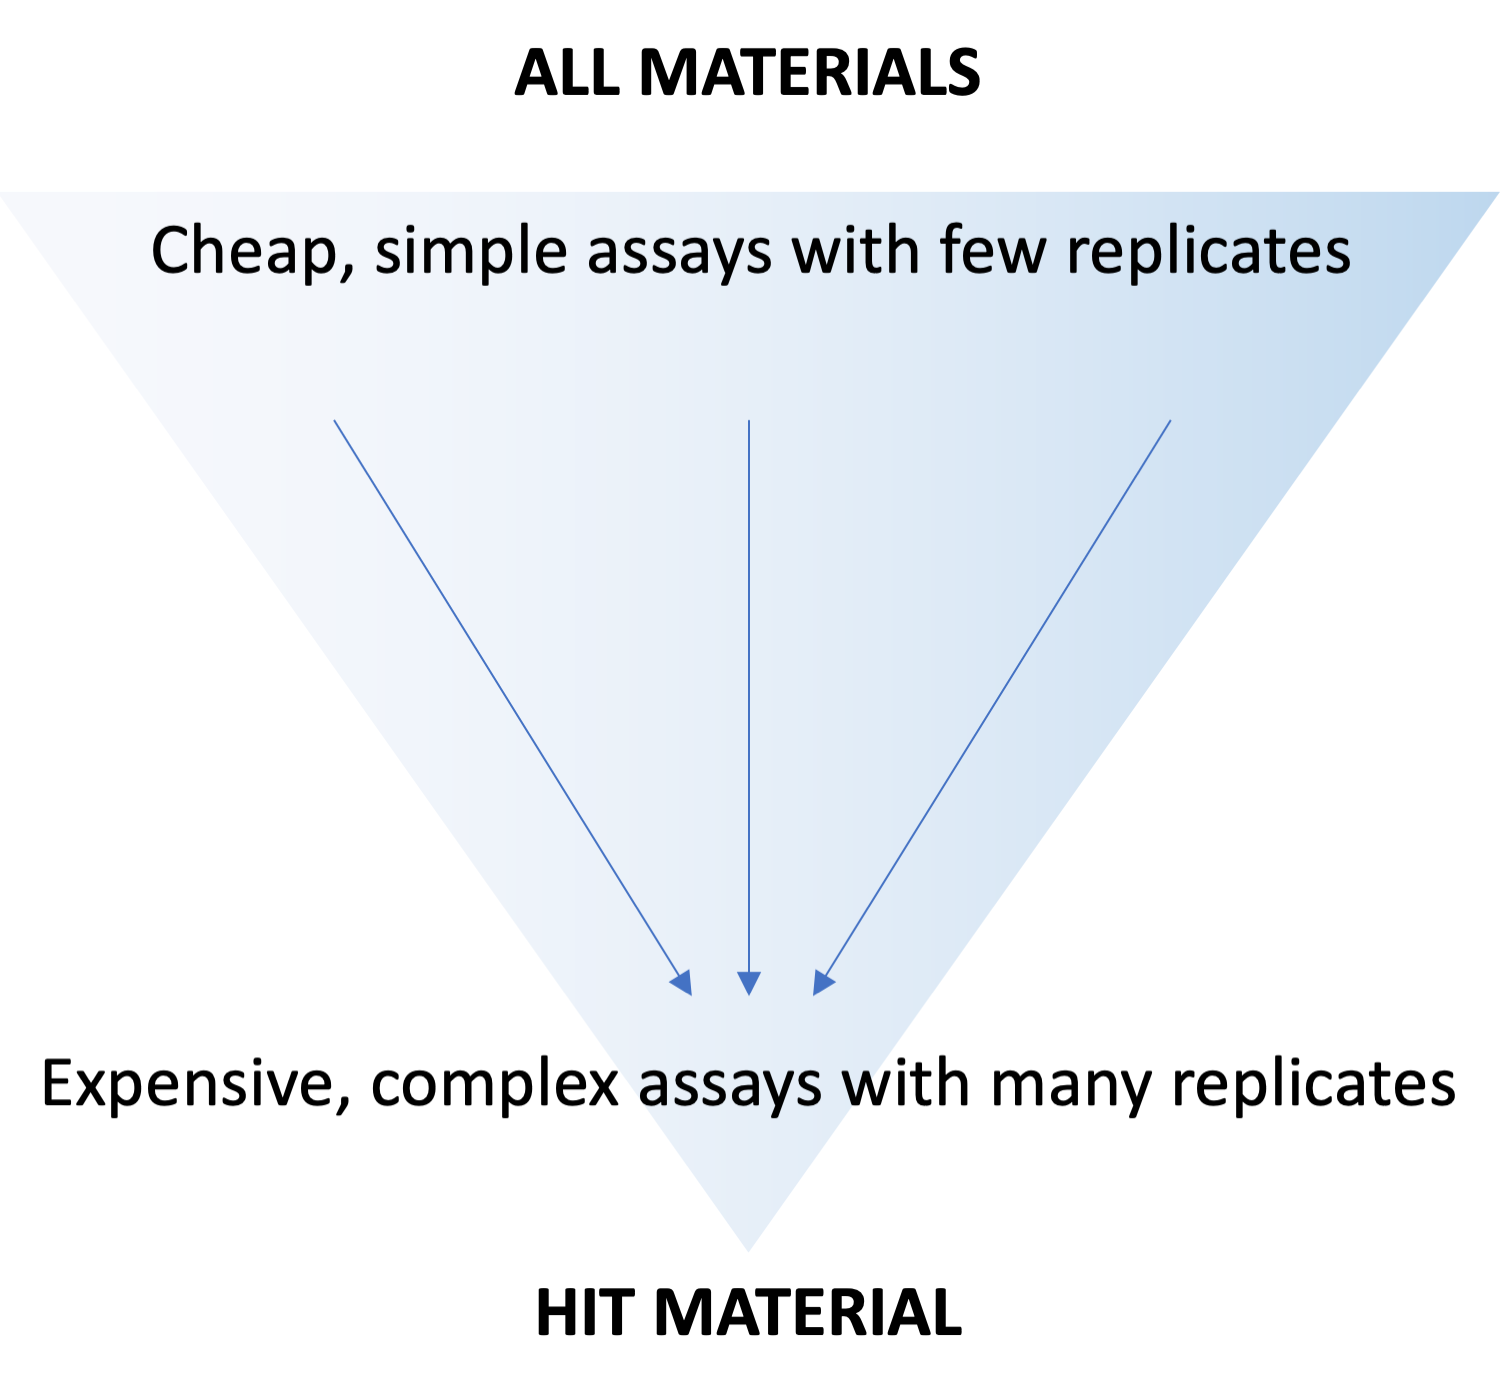 ALL MATERIALS
Cheap, simple assays with few replicates
Expensive, complex assays with many replicates
HIT MATERIAL